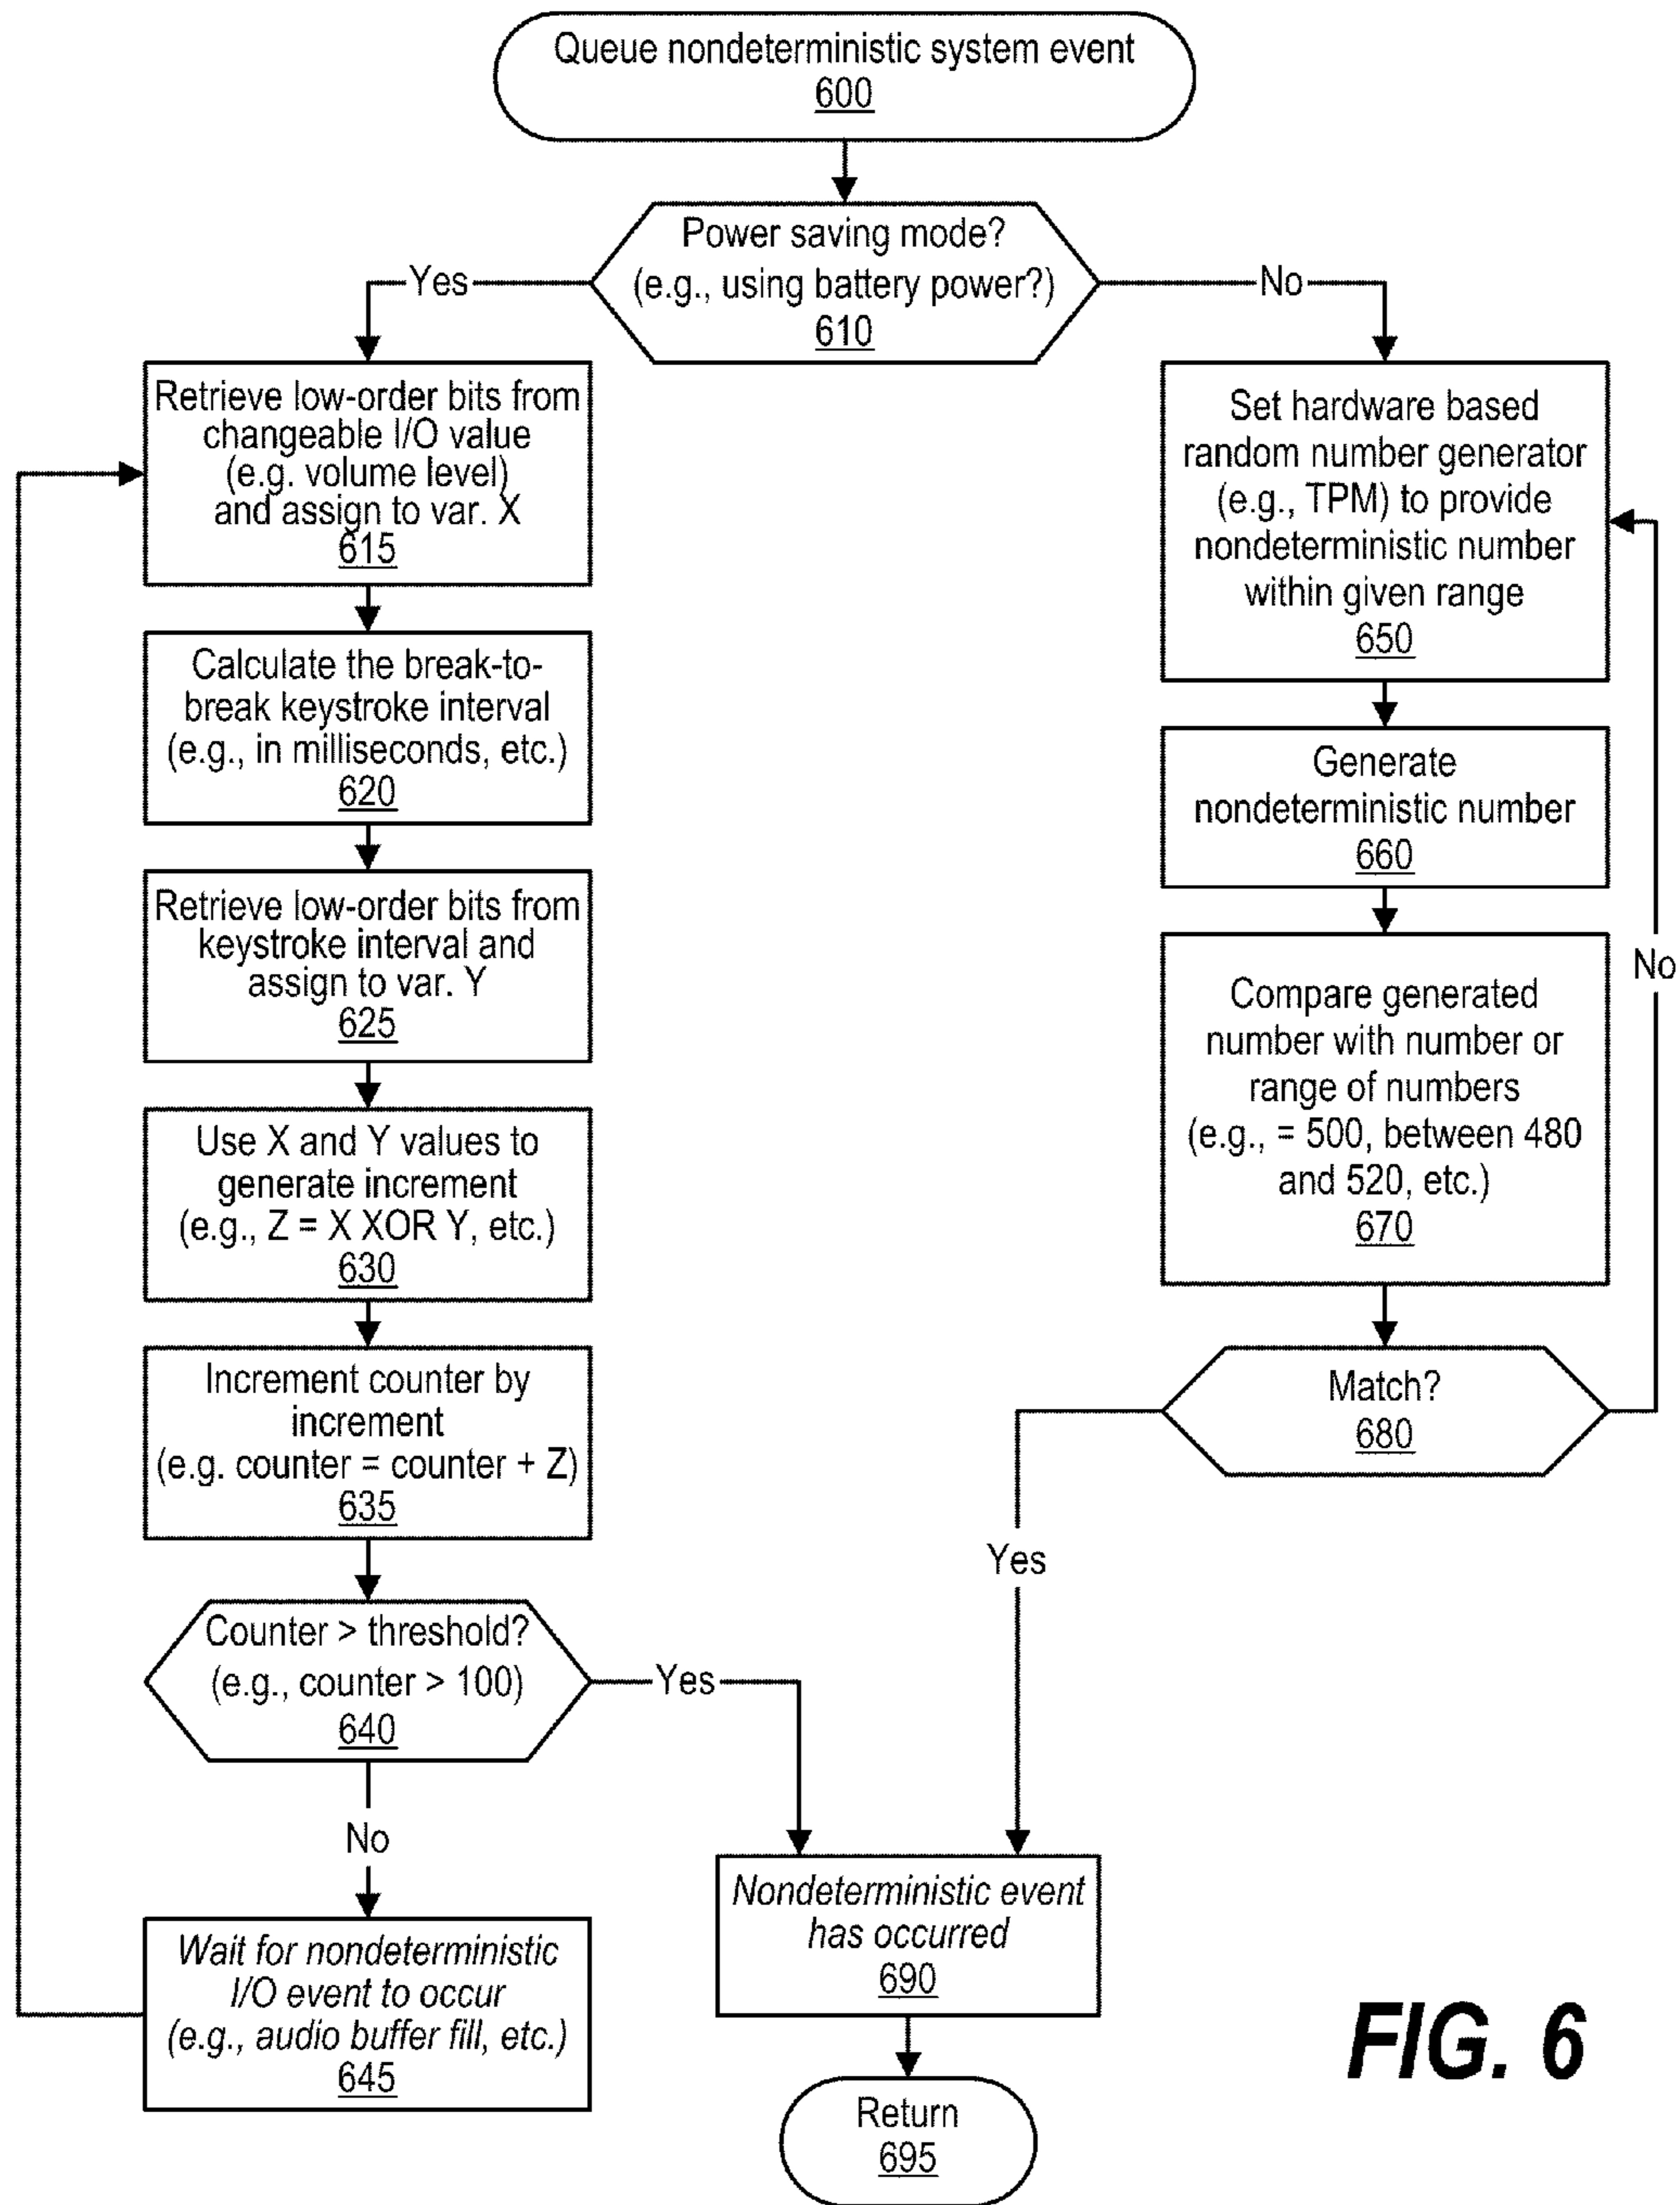 Queue nondeterministic system event
600
Power saving mode?
(e.g., using battery power?)
610
Yes
No
Retrieve low-order bits from
changeable I/O value
(e.g. volume level)
and assign to var. X
615
Calculate the break-to-
break keystroke interval
(e.g., in milliseconds, etc.)
620
Retrieve low-order bits from
keystroke interval and
assign to var. Y
625
Use X and Y values to
generate increment
(e.g., Z = X XOR Y, etc.)
630
Increment counter by
increment
(e.g. counter = counter + Z)
635
Counter > threshold?
(e.g., counter > 100)
640
Yes
No
Wait for nondeterministic
I/O event to occur
(e.g., audio buffer fill, etc.)
645
Set hardware based
random number generator
(e.g., TPM) to provide
nondeterministic number
within given range
650
Generate
nondeterministic number
660
Compare generated
number with number or
range of numbers
(e.g., = 500, between 480
and 520, etc.)
670
Match?
680
No
Yes
Nondeterministic event
has occurred
690
Return
695
FIG. 6